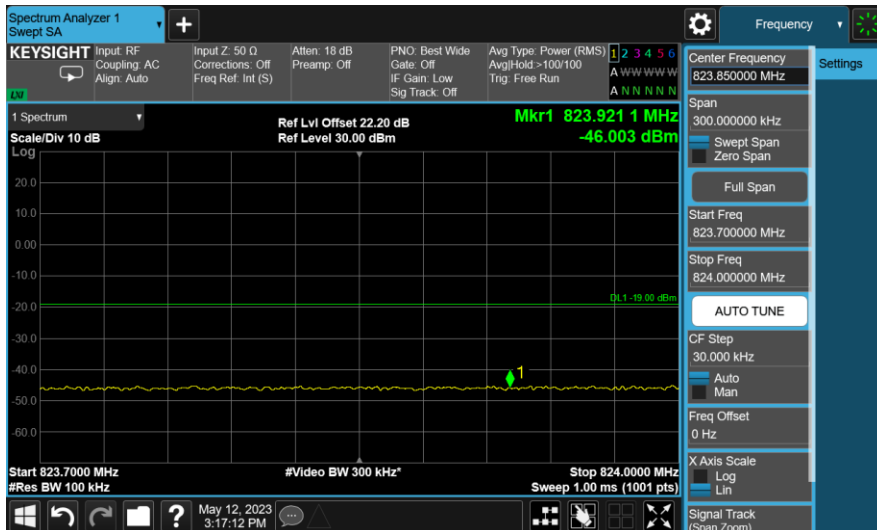 Spectrum Analyzer 1
Swept SA
Frequency
KEYSIGHT
Input: RF
Coupling: AC
Align: Auto
LXI
Input Z: 50 Ω
Corrections: Off
Freq Ref: Int (S)
Atten: 18 dB
Preamp: Off
PNO: Best Wide
Gate: Off
IF Gain: Low
Sig Track: Off
Avg Type: Power (RMS)
Avg|Hold:>100/100
Trig: Free Run
1 2 3 4 5 6
A W W W W W
A N N N N N
1 Spectrum
Scale/Div 10 dB
Log
Ref Lvl Offset 22.20 dB
Ref Level 30.00 dBm
Mkr1 823.921 1 MHz
-46.003 dBm
20.0
10.0
0.00
-10.0
-20.0
-30.0
-40.0
-50.0
-60.0
DL1 -19.00 dBm
1
Start 823.7000 MHz
#Res BW 100 kHz
#Video BW 300 kHz*
Stop 824.0000 MHz
Sweep 1.00 ms (1001 pts)
May 12, 2023
3:17:12 PM
Center Frequency
823.850000 MHz
Settings
Span
300.000000 kHz
Swept Span
Zero Span
Full Span
Start Freq
823.700000 MHz
Stop Freq
824.000000 MHz
AUTO TUNE
CF Step
30.000 kHz
Auto
Man
Freq Offset
0 Hz
X Axis Scale
Log
Lin
Signal Track
(Span Zoom)